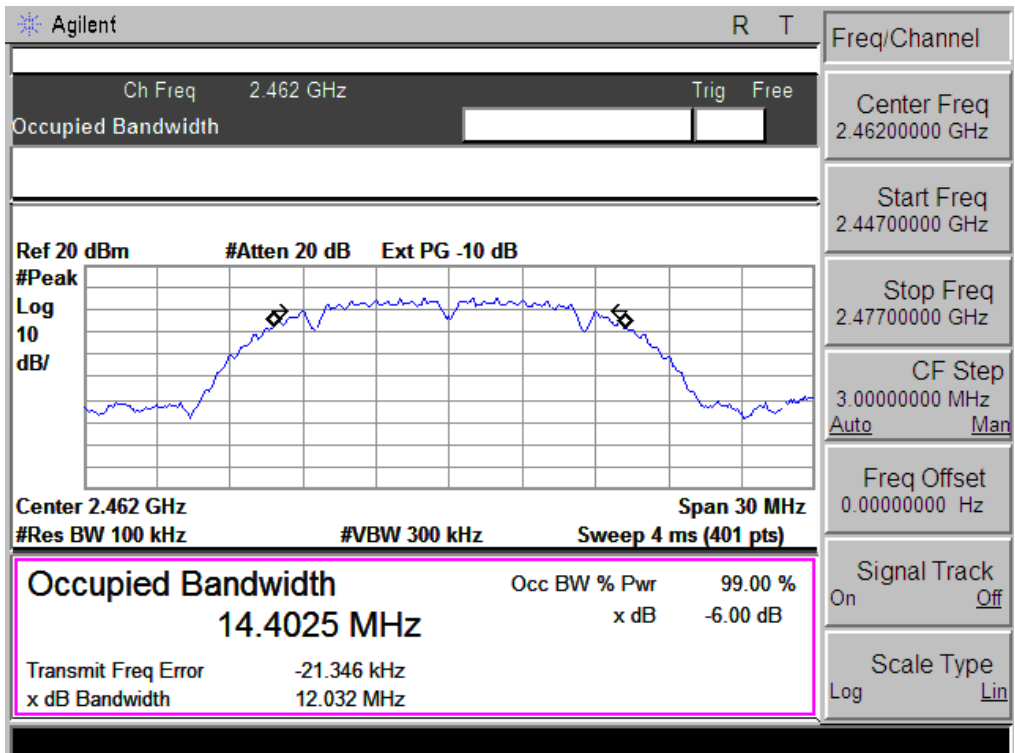 Agilent R T
Ch Freq 2.462 GHz Trig Free
Occupied Bandwidth
Ref 20 dBm #Atten 20 dB Ext PG -10 dB
#Peak
Log
10
dB/
Center 2.462 GHz Span 30 MHz
#Res BW 100 kHz #VBW 300 kHz Sweep 4 ms (401 pts)
Occupied Bandwidth
14.4025 MHz
Occ BW % Pwr 99.00 %
x dB -6.00 dB
Transmit Freq Error -21.346 kHz
x dB Bandwidth 12.032 MHz
Freq/Channel
Center Freq
2.46200000 GHz
Start Freq
2.44700000 GHz
Stop Freq
2.47700000 GHz
CF Step
3.00000000 MHz
Auto Man
Freq Offset
0.00000000 Hz
Signal Track
On Off
Scale Type
Log Lin